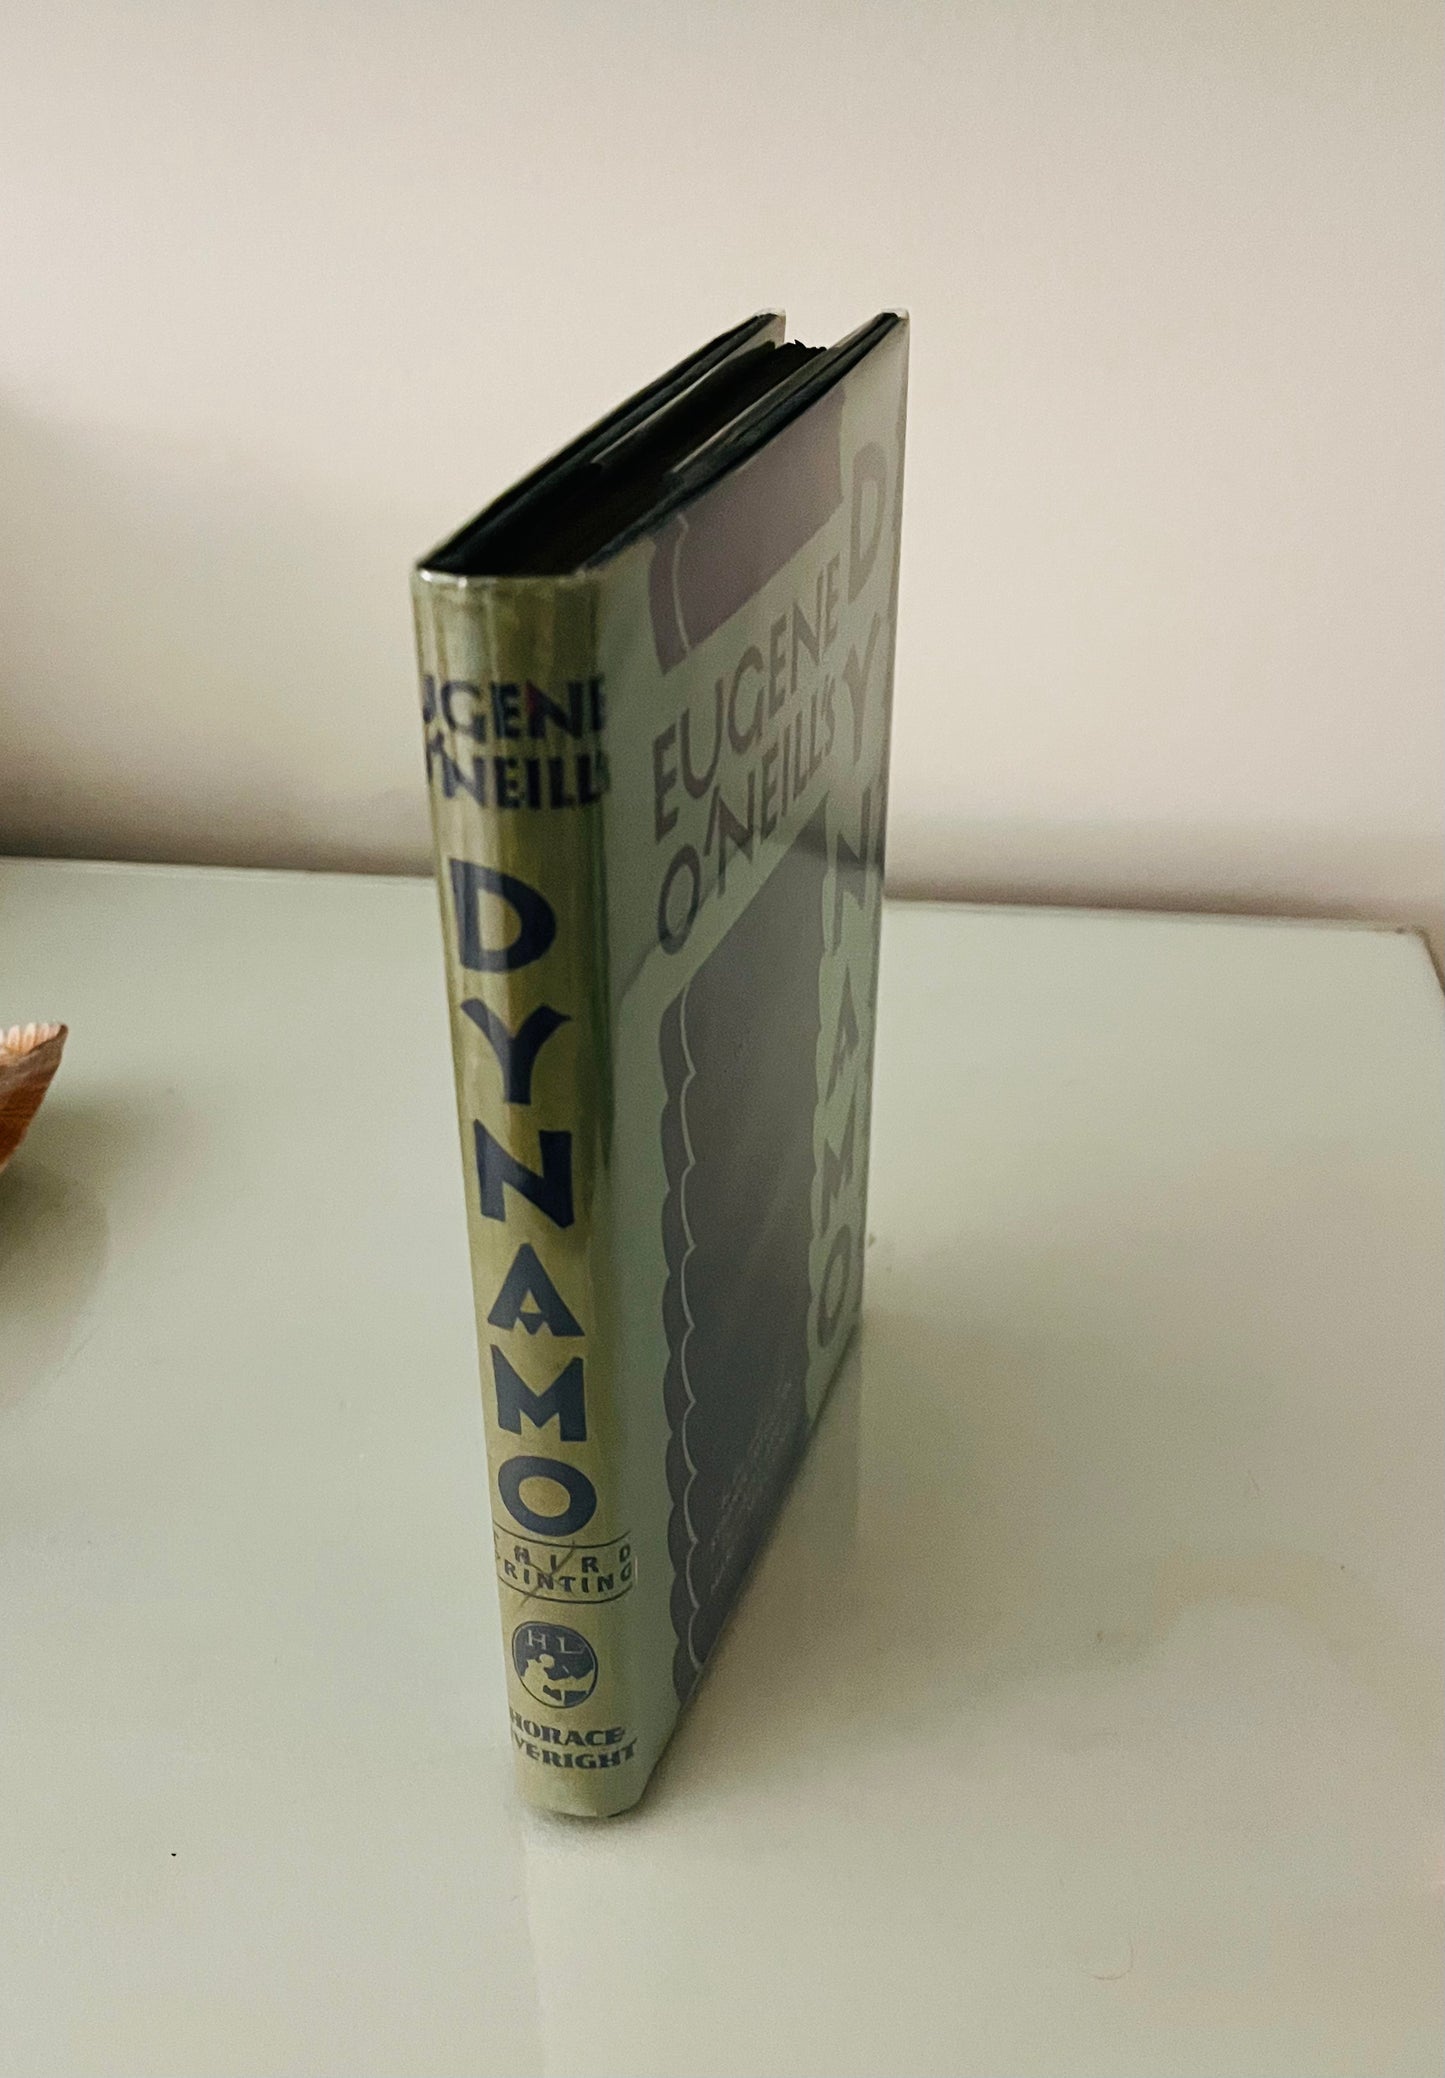 EUGENE
O'NEILL'S
DYNAMO
THIRD
PRINTING
HL
HORACE
LIVERIGHT
EUGENE
O'NEILL'S
DYNAMO